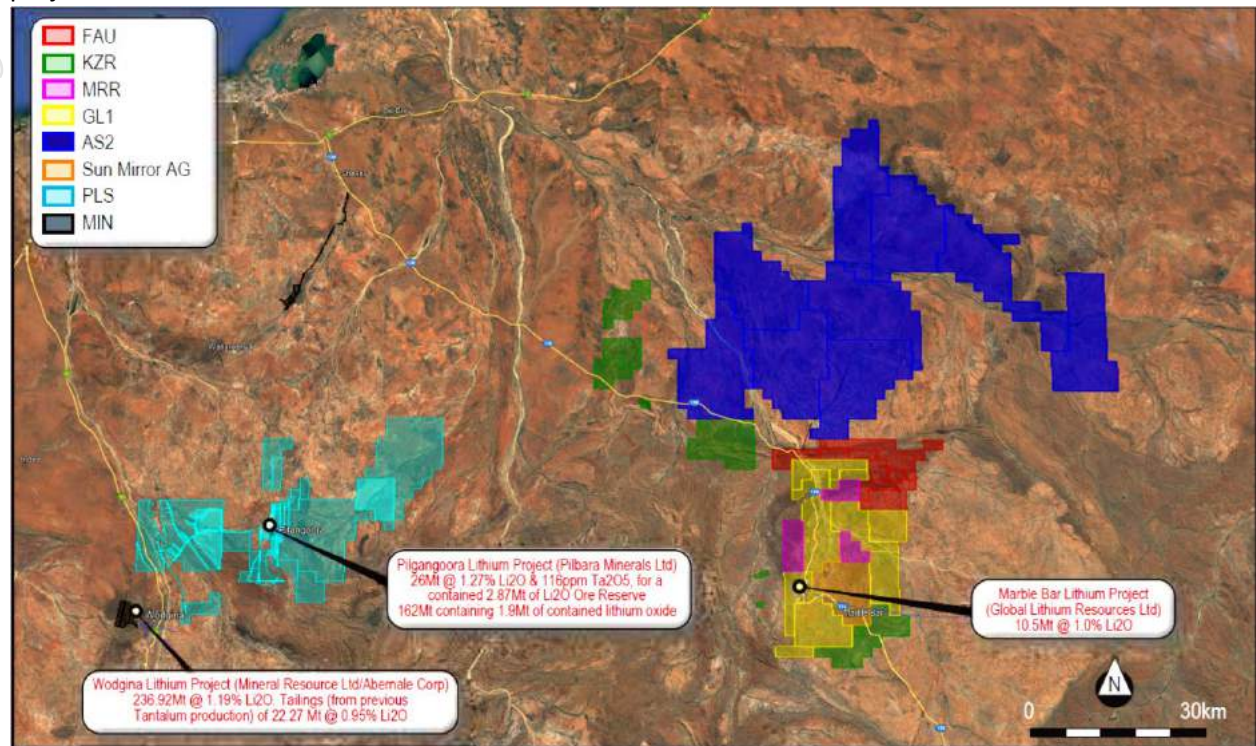 FAU
KZR
MRR
GL1
AS2
Sun Mirror AG
PLS
MIN
Pilgangoora Lithium Project (Pilbara Minerals Ltd)
26Mt @ 1.27% Li2O & 116ppm Ta2O5, for a
contained 2.87Mt of Li2O Ore Reserve
162Mt containing 1.9Mt of contained lithium oxide
Marble Bar Lithium Project
(Global Lithium Resources Ltd)
10.5Mt @ 1.0% Li2O
Wodgina Lithium Project (Mineral Resource Ltd/Abernale Corp)
236.92Mt @ 1.19% Li2O. Tailings (from previous
Tantalum production) of 22.27 Mt @ 0.95% Li2O
N
0 30km